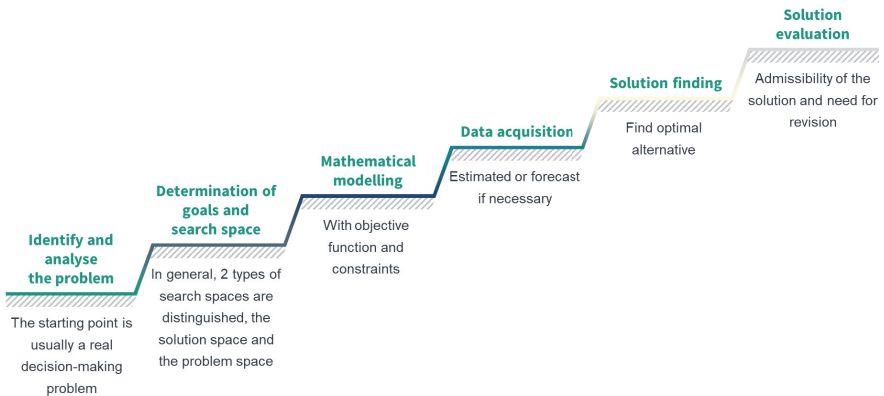 Identify and
analyse
the problem
The starting point is
usually a real
decision-making
problem
Determination of
goals and
search space
In general, 2 types of
search spaces are
distinguished, the
solution space and
the problem space
Mathematical
modelling
With objective
function and
constraints
Data acquisition
Estimated or forecast
if necessary
Solution finding
Find optimal
alternative
Solution
evaluation
Admissibility of the
solution and need for
revision